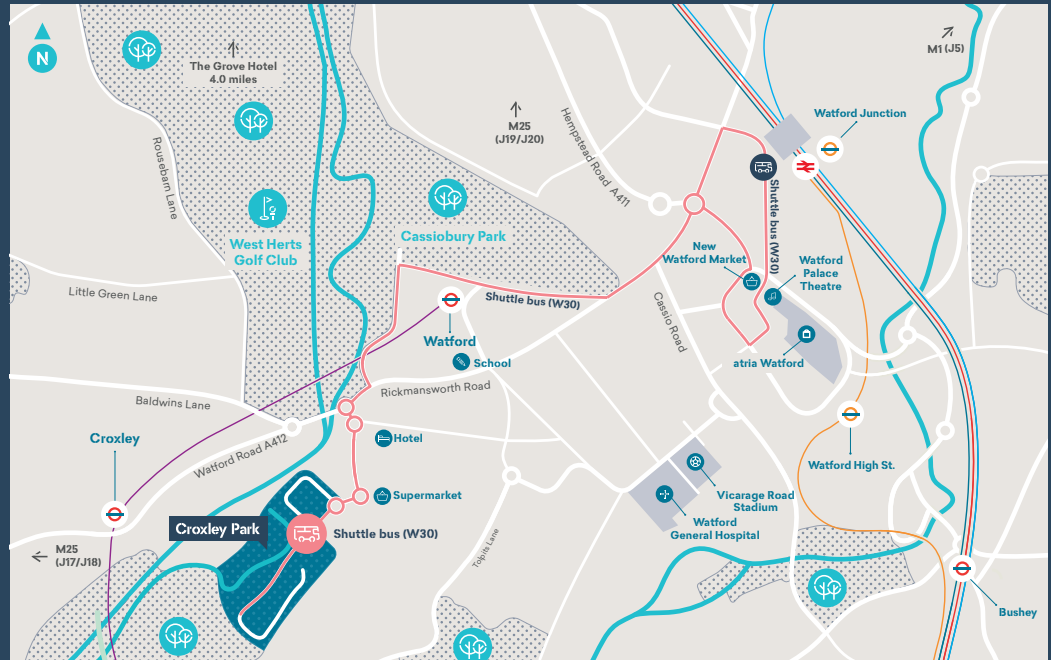 N
The Grove Hotel
4.0 miles
M1 (J5)
M25
(J19/J20)
Watford Junction
Hempstead Road A411
Rousebarn Lane
Shuttle bus (W30)
West Herts
Golf Club
Cassiobury Park
New
Watford Market
Watford
Palace
Theatre
Little Green Lane
Shuttle bus (W30)
Cassio Road
Watford
School
atria Watford
Rickmansworth Road
Baldwins Lane
Croxley
Watford Road A412
Hotel
Watford High St.
Supermarket
Vicarage Road
Stadium
Croxley Park
Shuttle bus (W30)
Watford
General Hospital
Tolpits Lane
M25
(J17/J18)
Bushey